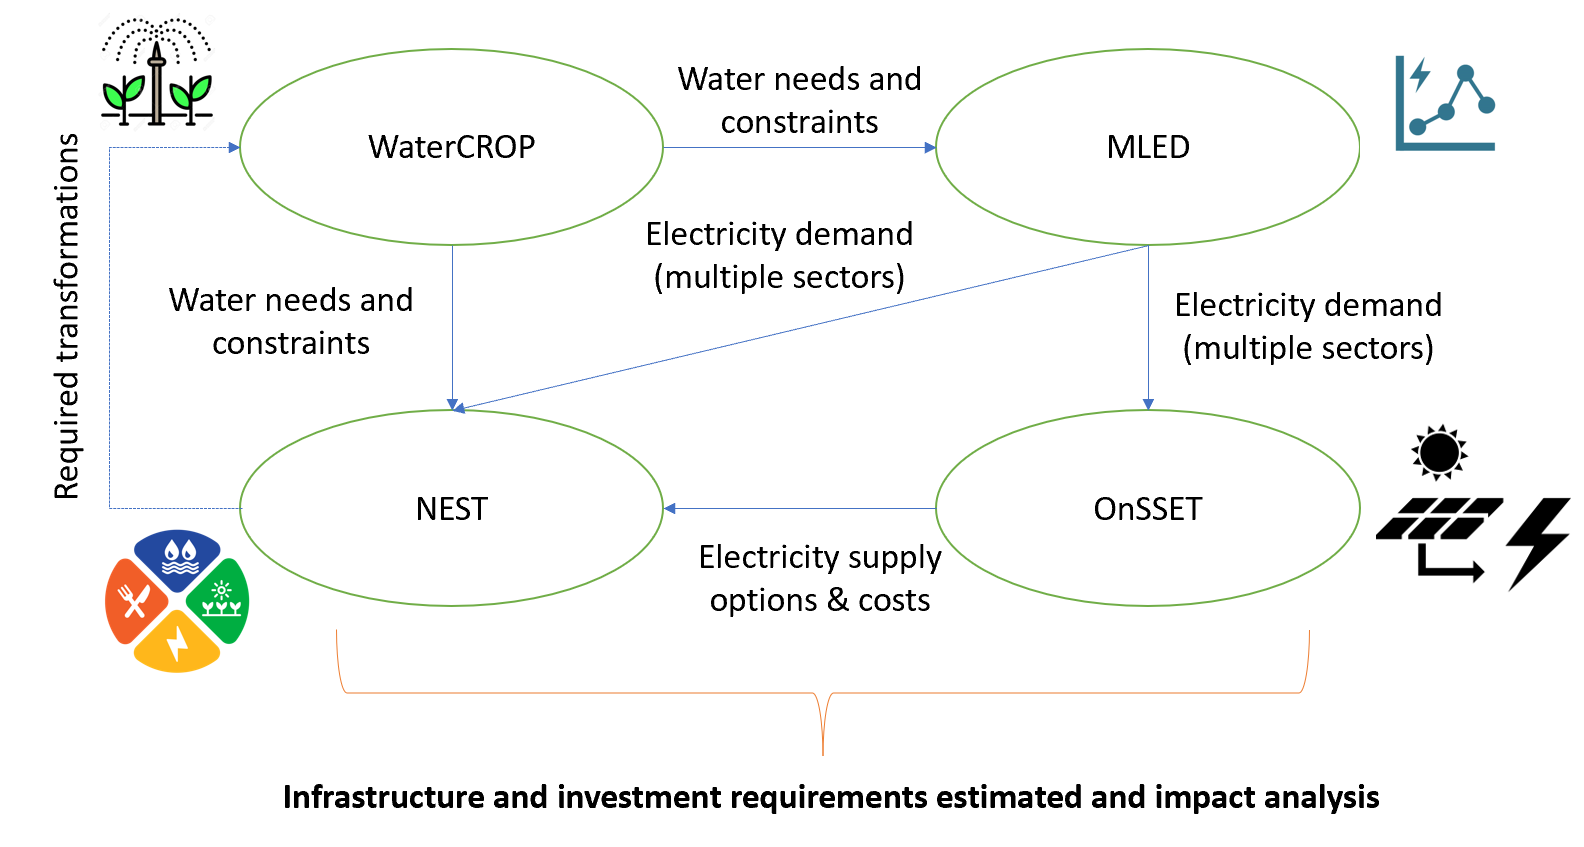 Water needs and
constraints
WaterCROP
MLED
Required transformations
Electricity demand
(multiple sectors)
Water needs and
constraints
Electricity demand
(multiple sectors)
NEST
OnSSET
Electricity supply
options & costs
Infrastructure and investment requirements estimated and impact analysis